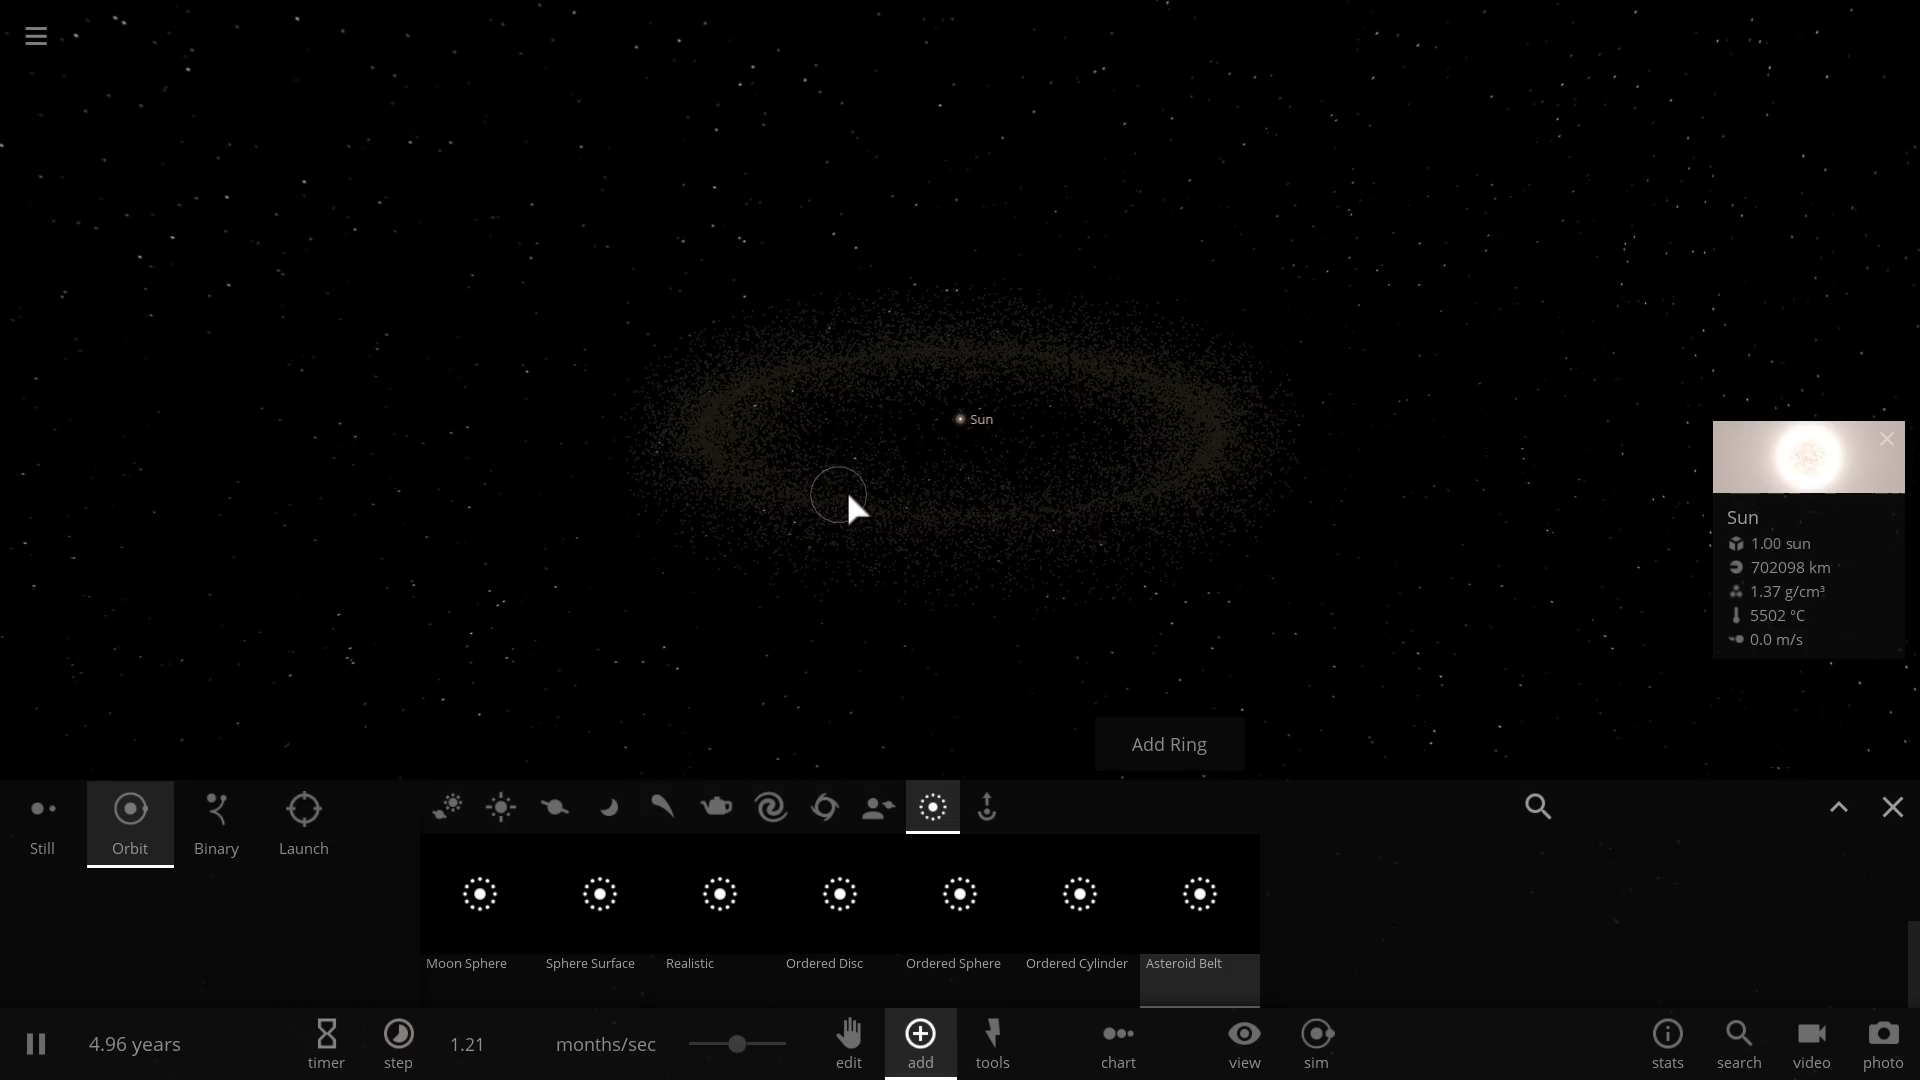 Sun
Sun
1.00 sun
702098 km
1.37 g/cm³
5502 °C
0.0 m/s
Add Ring
Still
Orbit
Binary
Launch
Moon Sphere
Sphere Surface
Realistic
Ordered Disc
Ordered Sphere
Ordered Cylinder
Asteroid Belt
4.96 years
timer
step
1.21
months/sec
edit
add
tools
chart
view
sim
stats
search
video
photo